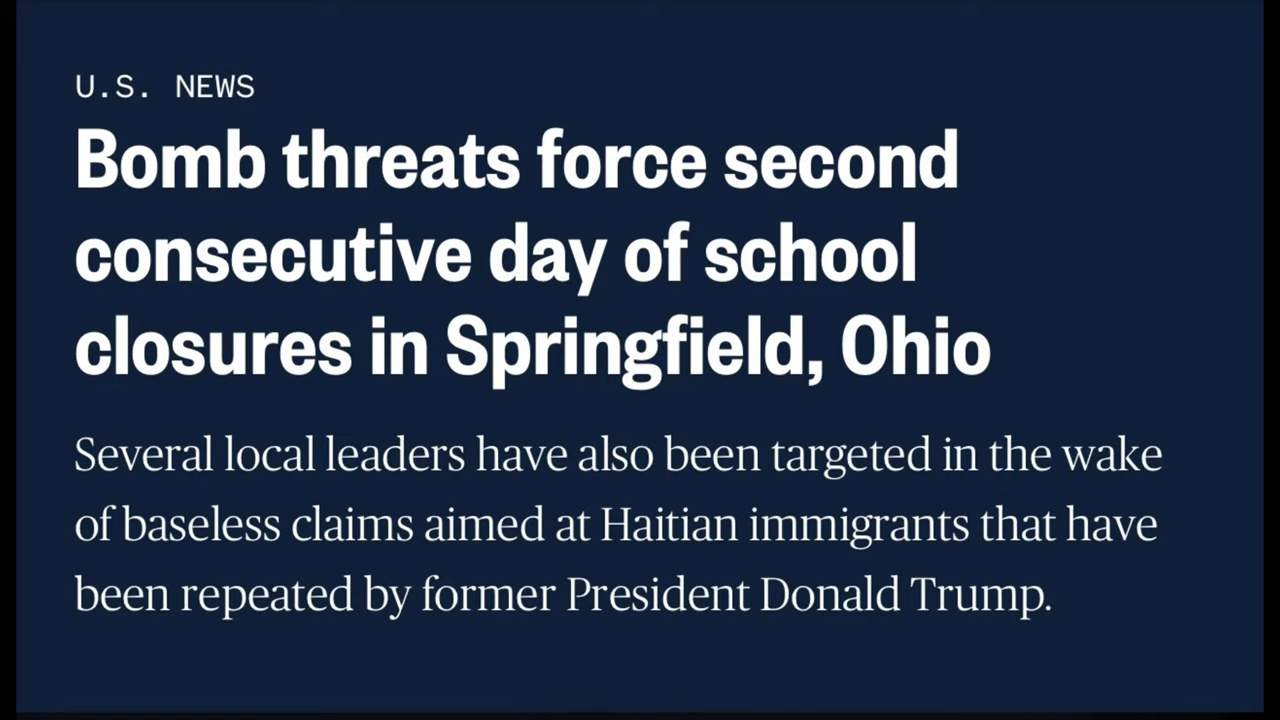 U.S. NEWS
Bomb threats force second
consecutive day of school
closures in Springfield, Ohio
Several local leaders have also been targeted in the wake
of baseless claims aimed at Haitian immigrants that have
been repeated by former President Donald Trump.